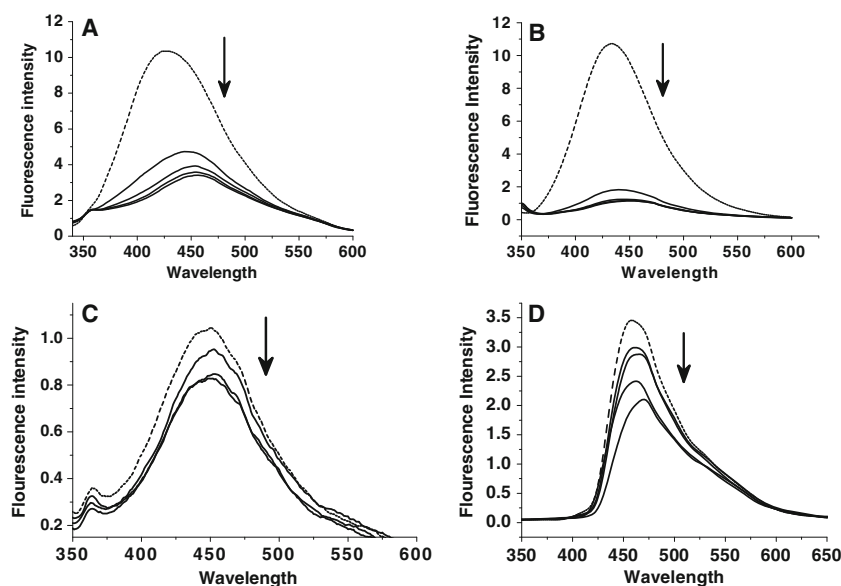 A
Fluorescence intensity
12
10
8
6
4
2
0
350 400 450 500 550 600
Wavelength
B
Fluorescence Intensity
12
10
8
6
4
2
0
350 400 450 500 550 600
Wavelength
C
Flourescence intensity
1.0
0.8
0.6
0.4
0.2
350 400 450 500 550 600
Wavelength
D
Flourescence Intensity
3.5
3.0
2.5
2.0
1.5
1.0
0.5
0.0
350 400 450 500 550 600 650
Wavelength